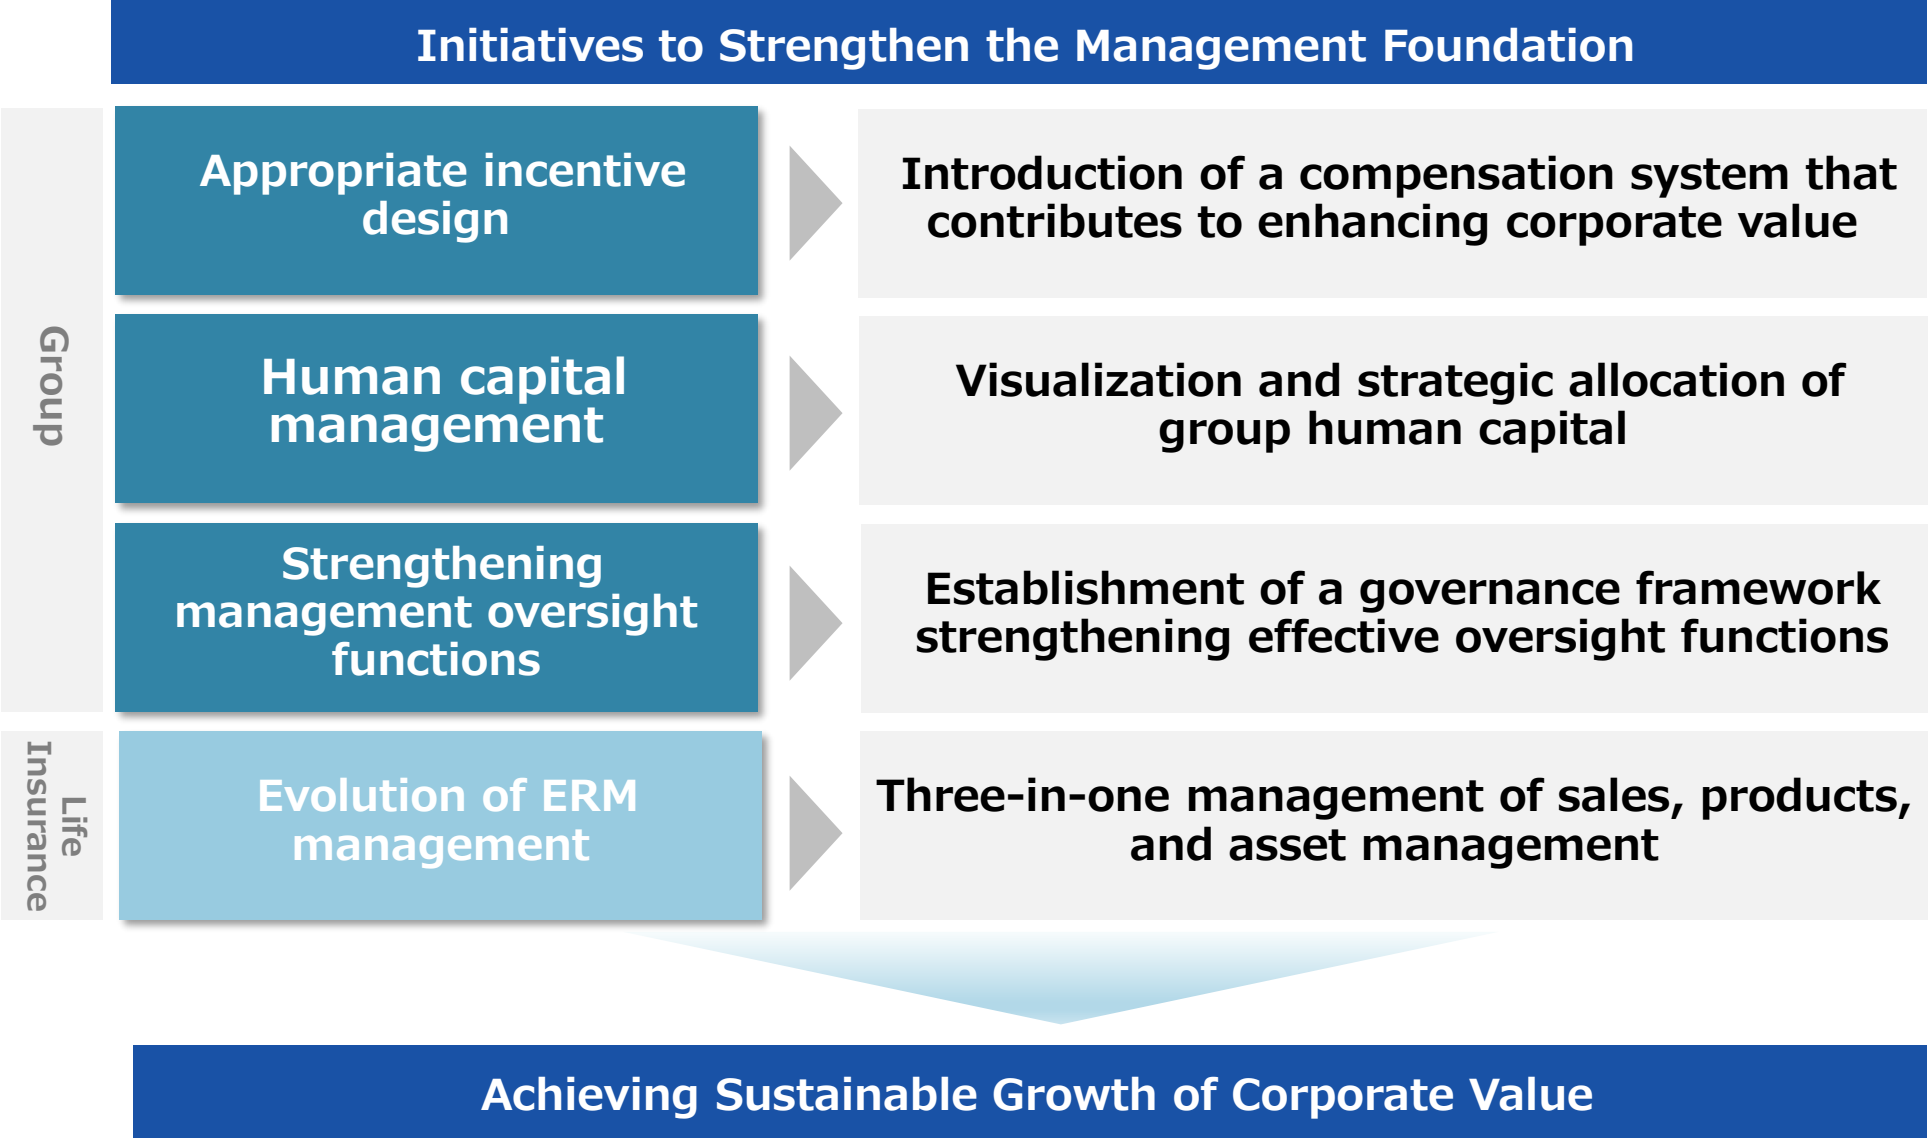 Initiatives to Strengthen the Management Foundation
Group
Appropriate incentive
design
Introduction of a compensation system that
contributes to enhancing corporate value
Human capital
management
Visualization and strategic allocation of
group human capital
Strengthening
management oversight
functions
Establishment of a governance framework
strengthening effective oversight functions
Life
Insurance
Evolution of ERM
management
Three-in-one management of sales, products,
and asset management
Achieving Sustainable Growth of Corporate Value